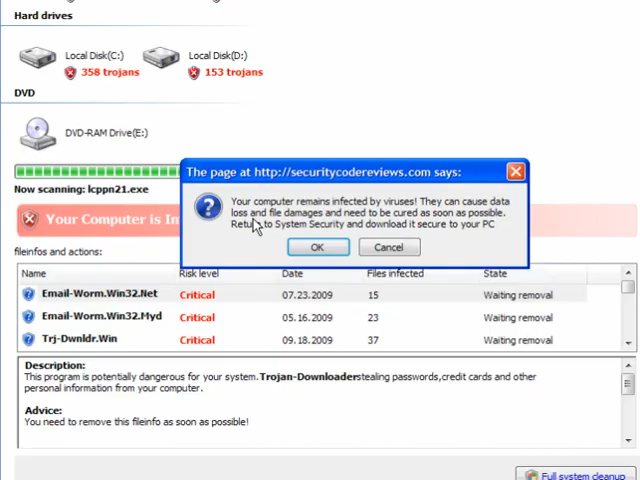 Hard drives
Local Disk(C:)
Local Disk(D:)
358 trojans
153 trojans
DVD
DVD-RAM Drive(E:)
The page at http://securitycodereviews.com says:
Now scanning: lcppn21.exe
Your computer remains infected by viruses! They can cause data
loss and file damages and need to be cured as soon as possible.
Return to System Security and download it secure to your PC
Your Computer is
OK
Cancel
fileinfos and actions:
Name Risk level Date Files infected State
Email-Worm.Win32.Net Critical 07.23.2009 15 Waiting removal
Email-Worm.Win32.Myd Critical 05.16.2009 23 Waiting removal
Trj-Dwnldr.Win Critical 09.18.2009 37 Waiting removal
Description:
This program is potentially dangerous for your system.Trojan-Downloaderstealing passwords,credit cards and other
personal information from your computer.
Advice:
You need to remove this fileinfo as soon as possible!
Full system cleanup